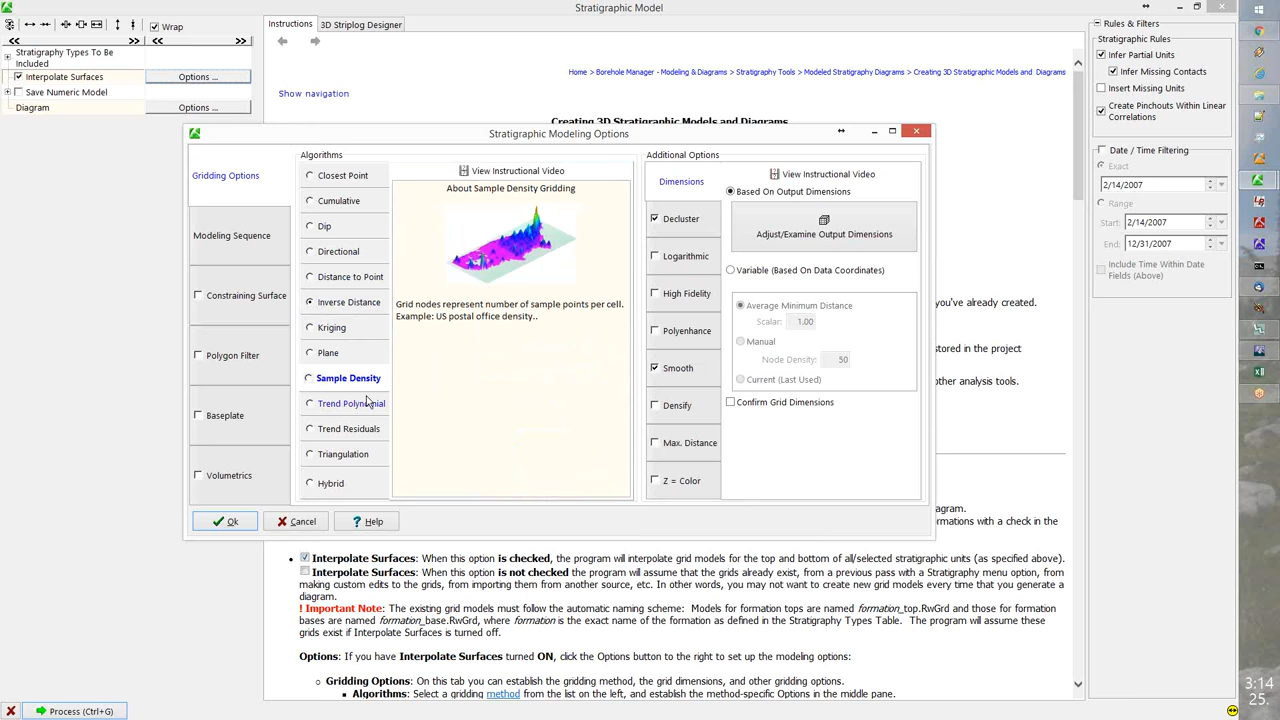 Stratigraphic Model
Wrap
<<
>>
<<
>>
Stratigraphy Types To Be
Included
Interpolate Surfaces
Options ...
Save Numeric Model
Diagram
Options ...
Instructions
3D Striplog Designer
Home > Borehole Manager - Modeling & Diagrams > Stratigraphy Tools > Modeled Stratigraphy Diagrams > Creating 3D Stratigraphic Models and Diagrams
Show navigation
Creating 3D Stratigraphic Models and Diagrams
Stratigraphic Modeling Options
Gridding Options
Modeling Sequence
Constraining Surface
Polygon Filter
Baseplate
Volumetrics
Algorithms
Closest Point
Cumulative
Dip
Directional
Distance to Point
Inverse Distance
Kriging
Plane
Sample Density
Trend Polynomial
Trend Residuals
Triangulation
Hybrid
View Instructional Video
About Sample Density Gridding
Grid nodes represent number of sample points per cell.
Example: US postal office density..
Additional Options
Dimensions
Decluster
Logarithmic
High Fidelity
Polyenhance
Smooth
Densify
Max. Distance
Z = Color
View Instructional Video
Based On Output Dimensions
Adjust/Examine Output Dimensions
Variable (Based On Data Coordinates)
Average Minimum Distance
Scalar: 1.00
Manual
Node Density: 50
Current (Last Used)
Confirm Grid Dimensions
Ok
Cancel
? Help
you've already created.
stored in the project
other analysis tools.
diagram.
formations with a check in the
• Interpolate Surfaces: When this option is checked, the program will interpolate grid models for the top and bottom of all/selected stratigraphic units (as specified above).
Interpolate Surfaces: When this option is not checked the program will assume that the grids already exist, from a previous pass with a Stratigraphy menu option, from
making custom edits to the grids, from importing them from another source, etc. In other words, you may not want to create new grid models every time that you generate a
diagram.
! Important Note: The existing grid models must follow the automatic naming scheme: Models for formation tops are named formation_top.RwGrd and those for formation
bases are named formation_base.RwGrd, where formation is the exact name of the formation as defined in the Stratigraphy Types Table. The program will assume these
grids exist if Interpolate Surfaces is turned off.
Options: If you have Interpolate Surfaces turned ON, click the Options button to the right to set up the modeling options:
Gridding Options: On this tab you can establish the gridding method, the grid dimensions, and other gridding options.
Algorithms: Select a gridding method from the list on the left, and establish the method-specific Options in the middle pane.
Rules & Filters
Stratigraphic Rules
Infer Partial Units
Infer Missing Contacts
Insert Missing Units
Create Pinchouts Within Linear
Correlations
Date / Time Filtering
Exact
2/14/2007
Range
Start: 2/14/2007
End: 12/31/2007
Include Time Within Date
Fields (Above)
Process (Ctrl+G)
3:14
25.